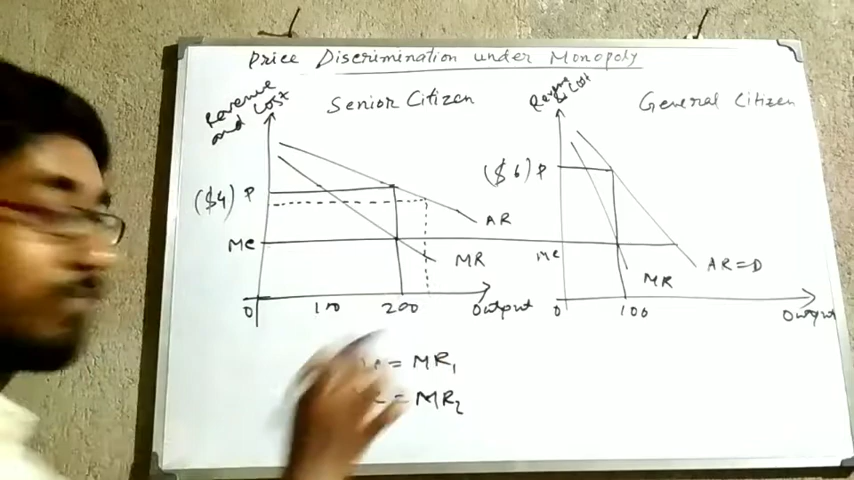 Price Discrimination under Monopoly
Revenue and Cost
Senior Citizen
($4) P
Mc
AR
MR
0 100 200 Output
Revenue & Cost
General Citizen
($6) P
Mc
MR
AR=D
0 100 Output
= MR1
= MR2